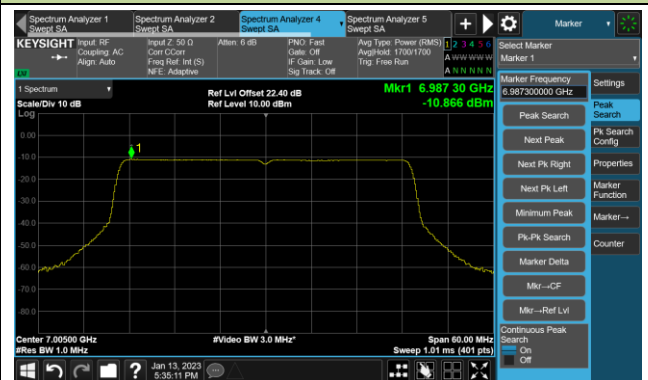 Spectrum Analyzer 1
Swept SA
Spectrum Analyzer 2
Swept SA
Spectrum Analyzer 4
Swept SA
Spectrum Analyzer 5
Swept SA
+
Marker
KEYSIGHT
Input: RF
Coupling: AC
Align: Auto
Input Z: 50 Ω
Corr CCorr
Freq Ref: Int (S)
NFE: Adaptive
Atten: 6 dB
PNO: Fast
Gate: Off
IF Gain: Low
Sig Track: Off
Avg Type: Power (RMS)
Avg|Hold: 1700/1700
Trig: Free Run
1 2 3 4 5 6
A W W W W W
A N N N N N
1 Spectrum
Scale/Div 10 dB
Log
Ref Lvl Offset 22.40 dB
Ref Level 10.00 dBm
Mkr1 6.987 30 GHz
-10.866 dBm
0.00
-10.0
-20.0
-30.0
-40.0
-50.0
-60.0
-70.0
-80.0
1
Center 7.00500 GHz
#Res BW 1.0 MHz
#Video BW 3.0 MHz*
Span 60.00 MHz
Sweep 1.01 ms (401 pts)
Select Marker
Marker 1
Marker Frequency
6.987300000 GHz
Peak Search
Next Peak
Next Pk Right
Next Pk Left
Minimum Peak
Pk-Pk Search
Marker Delta
Mkr→CF
Mkr→Ref Lvl
Continuous Peak
Search
On
Off
Settings
Peak
Search
Pk Search
Config
Properties
Marker
Function
Marker→
Counter
?
Jan 13, 2023
5:35:11 PM